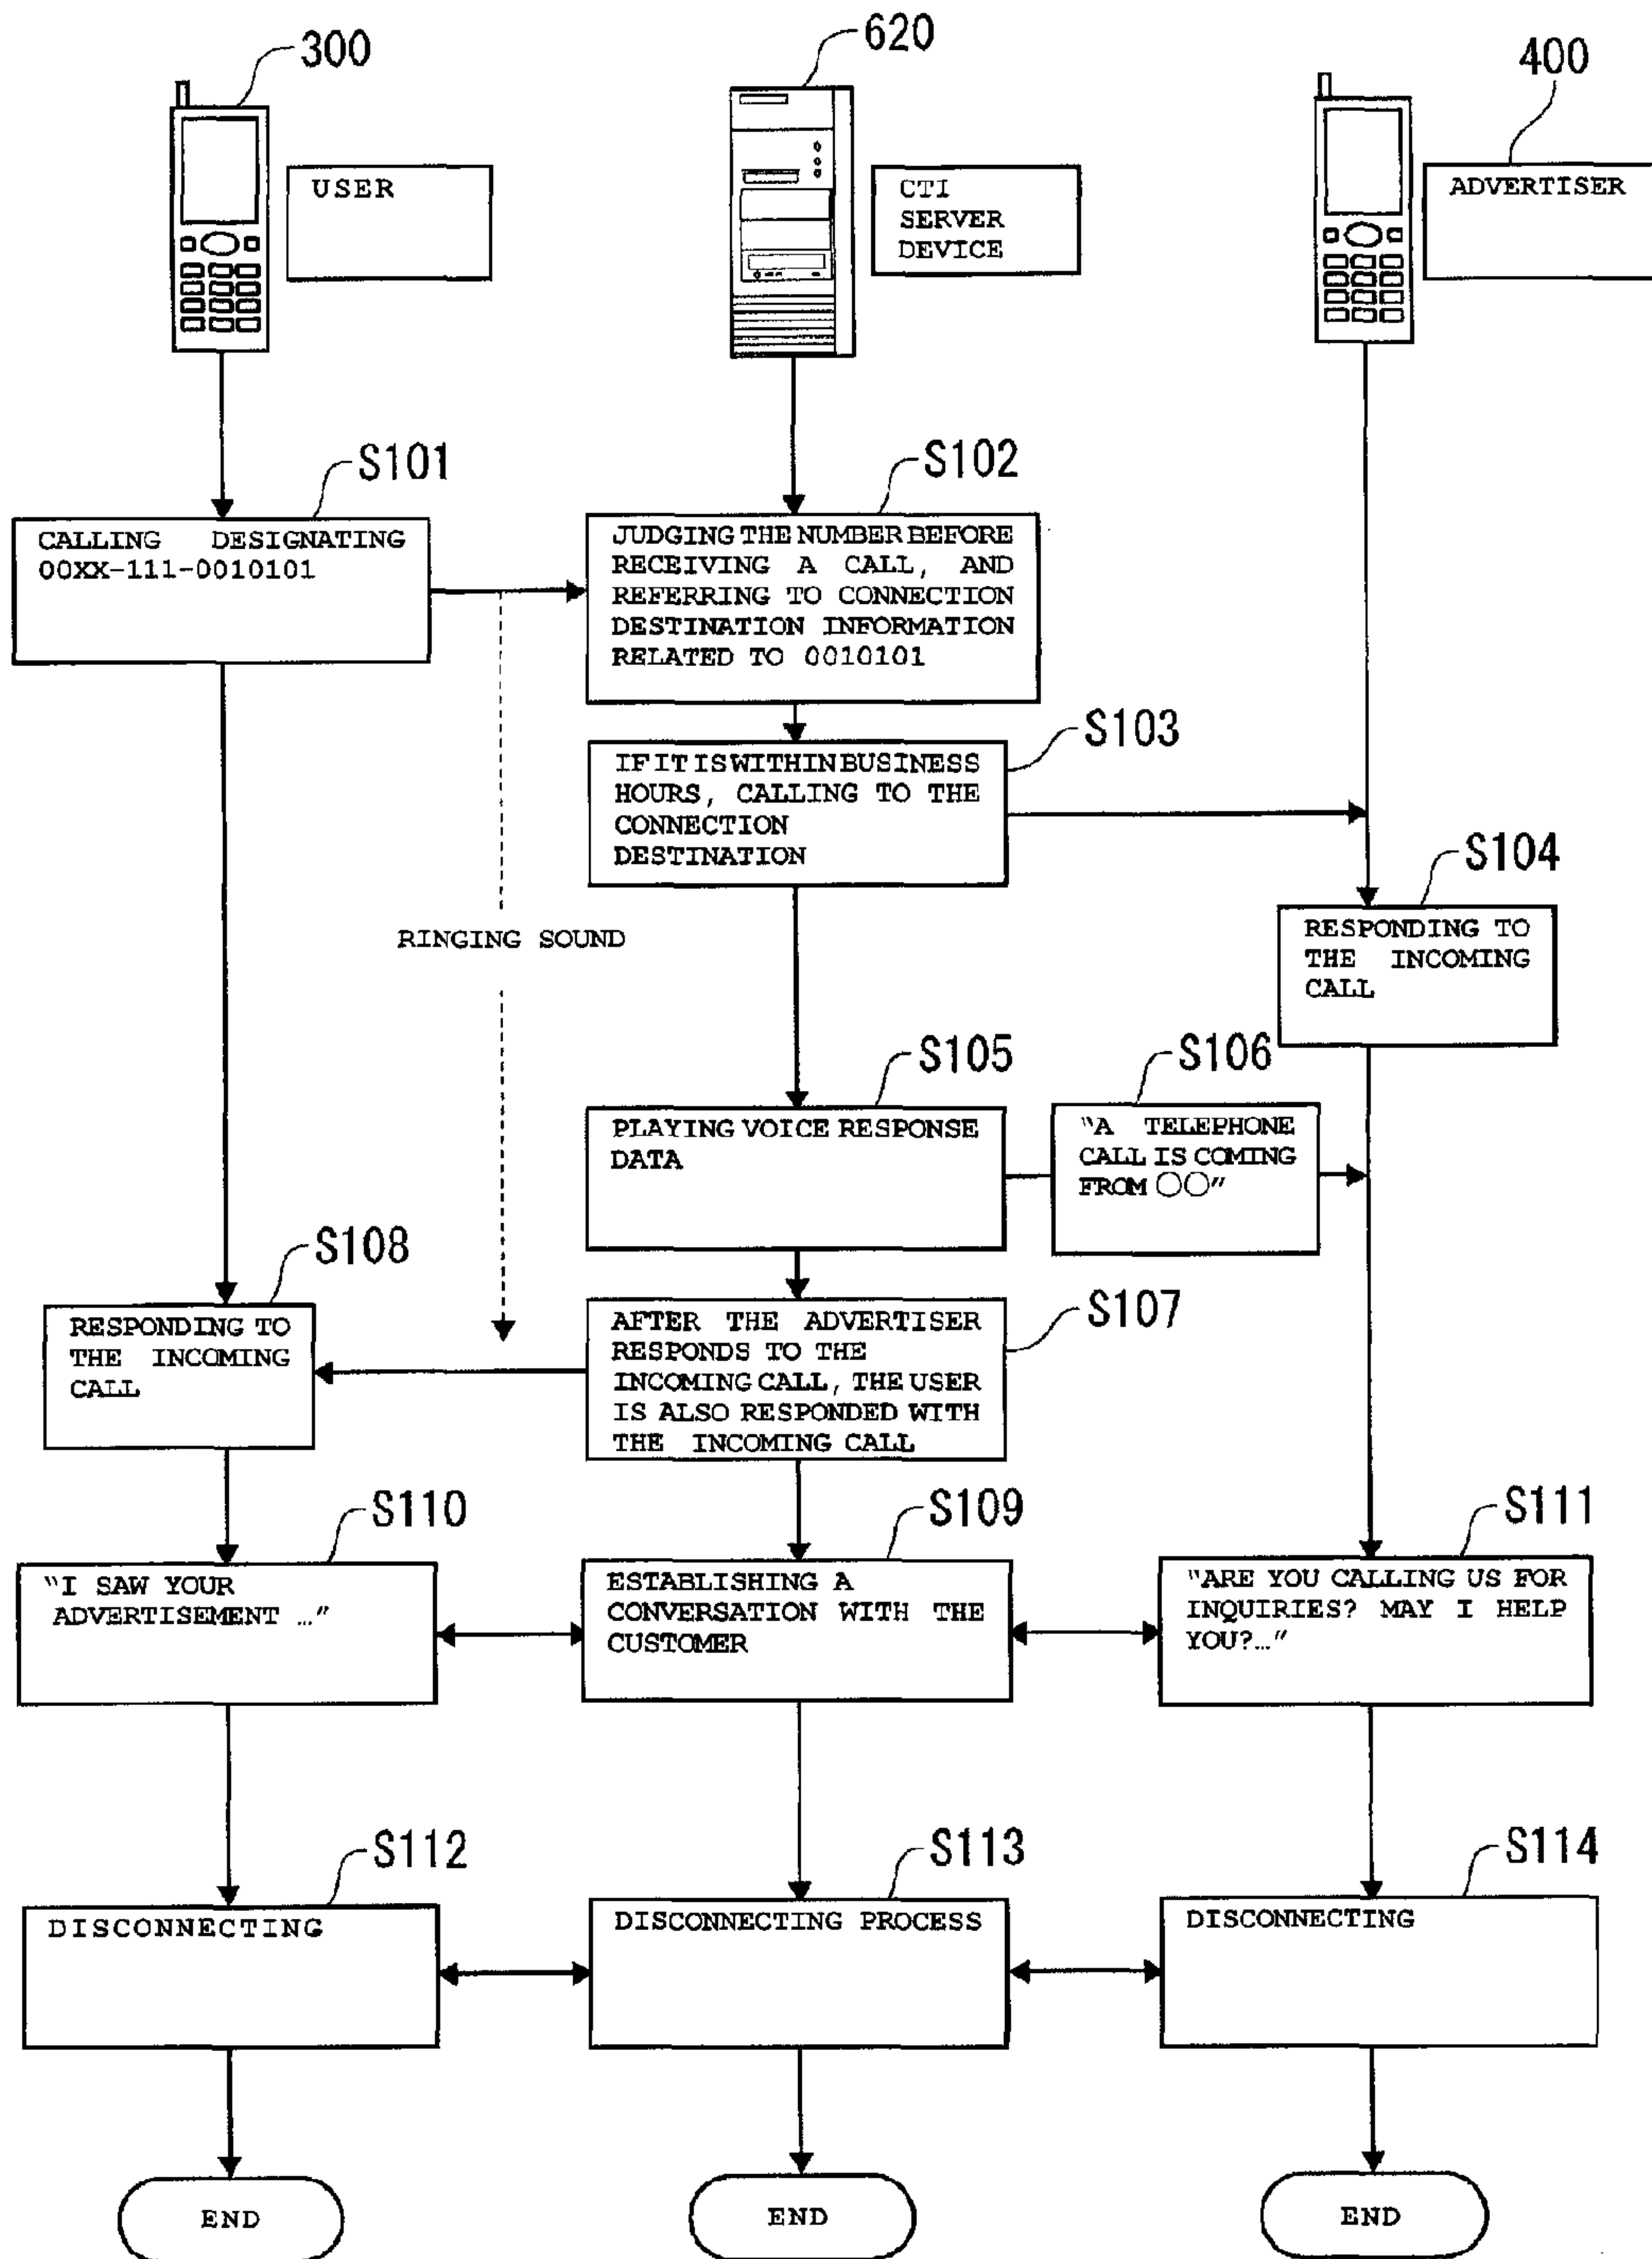 300
620
400
USER
CTI
SERVER
DEVICE
ADVERTISER
S101
CALLING DESIGNATING
00XX-111-0010101
S102
JUDGING THE NUMBER BEFORE
RECEIVING A CALL, AND
REFERRING TO CONNECTION
DESTINATION INFORMATION
RELATED TO 0010101
S103
IF IT IS WITHIN BUSINESS
HOURS, CALLING TO THE
CONNECTION
DESTINATION
S104
RESPONDING TO
THE INCOMING
CALL
RINGING SOUND
S105
PLAYING VOICE RESPONSE
DATA
S106
"A TELEPHONE
CALL IS COMING
FROM ○○"
S108
RESPONDING TO
THE INCOMING
CALL
S107
AFTER THE ADVERTISER
RESPONDS TO THE
INCOMING CALL, THE USER
IS ALSO RESPONDED WITH
THE INCOMING CALL
S110
"I SAW YOUR
ADVERTISEMENT …"
S109
ESTABLISHING A
CONVERSATION WITH THE
CUSTOMER
S111
"ARE YOU CALLING US FOR
INQUIRIES? MAY I HELP
YOU?…"
S112
DISCONNECTING
S113
DISCONNECTING PROCESS
S114
DISCONNECTING
END
END
END